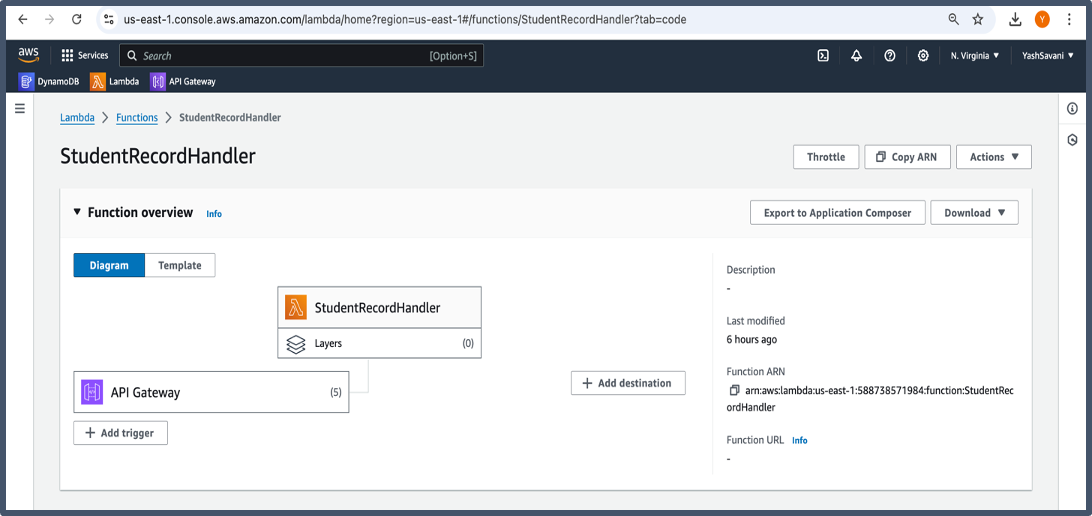 us-east-1.console.aws.amazon.com/lambda/home?region=us-east-1#/functions/StudentRecordHandler?tab=code
Y
aws
Services
Search
[Option+S]
N. Virginia
YashSavani
DynamoDB
Lambda
API Gateway
Lambda
Functions
StudentRecordHandler
StudentRecordHandler
Throttle
Copy ARN
Actions
Function overview
Info
Export to Application Composer
Download
Diagram
Template
StudentRecordHandler
Layers
(0)
API Gateway
(5)
+ Add trigger
+ Add destination
Description
-
Last modified
6 hours ago
Function ARN
arn:aws:lambda:us-east-1:588738571984:function:StudentRec
ordHandler
Function URL
Info
-